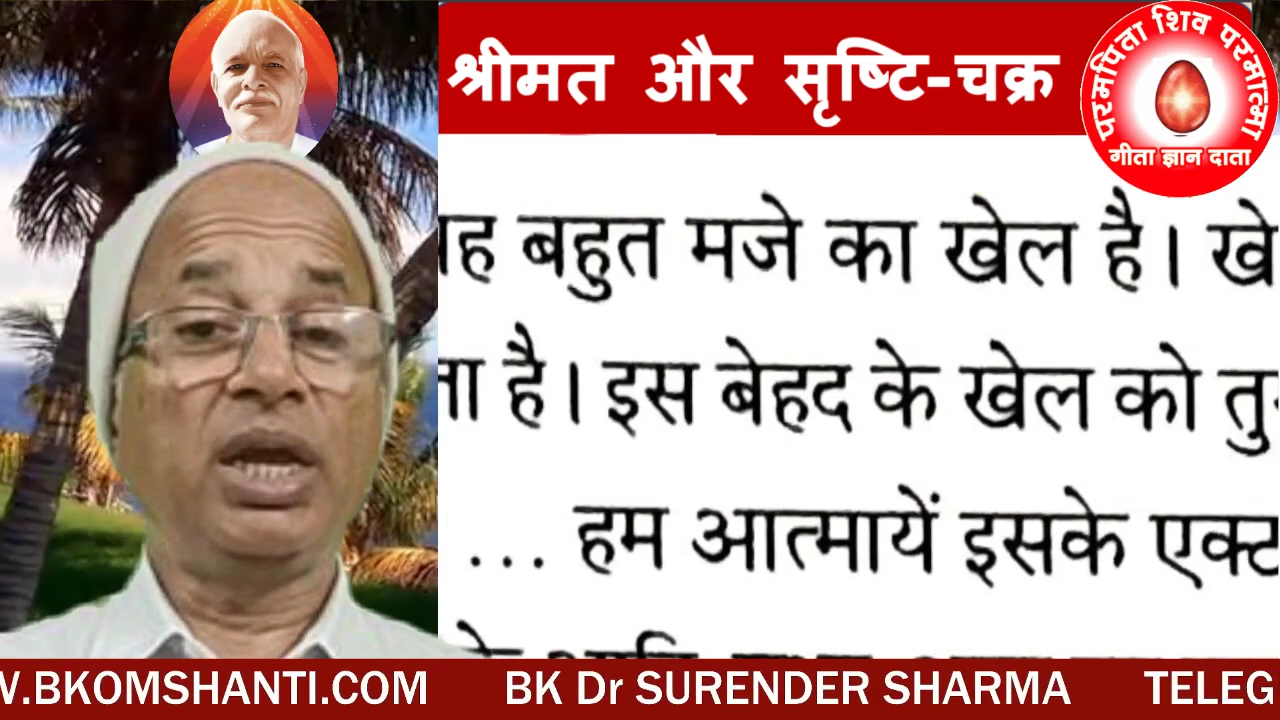 श्रीमत और सृष्टि-चक्र
परमपिता शिव परमात्मा
गीता ज्ञान दाता
बहुत मजे का खेल है। खे
है। इस बेहद के खेल को
... हम आत्मायें इसके एक्ट
W.BKOMSHANTI.COM BK Dr SURENDER SHARMA TELEG